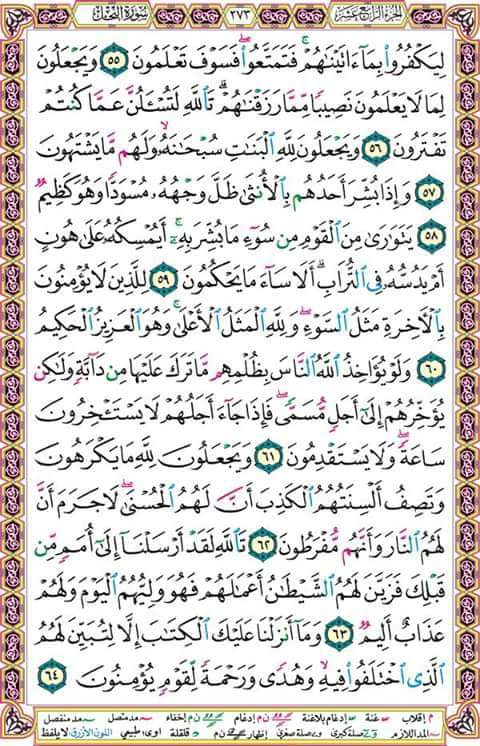 الجزء الرابع عشر ٢٧٣ سورة النحل
لِيَكْفُرُوا۟ بِمَآ ءَاتَيْنَٰهُمْ ۚ فَتَمَتَّعُوا۟ ۖ فَسَوْفَ تَعْلَمُونَ ٥٥ وَيَجْعَلُونَ
لِمَا لَا يَعْلَمُونَ نَصِيبًا مِّمَّا رَزَقْنَٰهُمْ ۗ تَٱللَّهِ لَتُسْـَٔلُنَّ عَمَّا كُنتُمْ
تَفْتَرُونَ ٥٦ وَيَجْعَلُونَ لِلَّهِ ٱلْبَنَٰتِ سُبْحَٰنَهُۥ ۙ وَلَهُم مَّا يَشْتَهُونَ
٥٧ وَإِذَا بُشِّرَ أَحَدُهُم بِٱلْأُنثَىٰ ظَلَّ وَجْهُهُۥ مُسْوَدًّا وَهُوَ كَظِيمٌ
٥٨ يَتَوَٰرَىٰ مِنَ ٱلْقَوْمِ مِن سُوٓءِ مَا بُشِّرَ بِهِۦٓ ۚ أَيُمْسِكُهُۥ عَلَىٰ هُونٍ
أَمْ يَدُسُّهُۥ فِى ٱلتُّرَابِ ۗ أَلَا سَآءَ مَا يَحْكُمُونَ ٥٩ لِلَّذِينَ لَا يُؤْمِنُونَ
بِٱلْءَاخِرَةِ مَثَلُ ٱلسَّوْءِ ۖ وَلِلَّهِ ٱلْمَثَلُ ٱلْأَعْلَىٰ ۚ وَهُوَ ٱلْعَزِيزُ ٱلْحَكِيمُ
٦٠ وَلَوْ يُؤَاخِذُ ٱللَّهُ ٱلنَّاسَ بِظُلْمِهِم مَّا تَرَكَ عَلَيْهَا مِن دَآبَّةٍ وَلَٰكِن
يُؤَخِّرُهُمْ إِلَىٰٓ أَجَلٍ مُّسَمًّى ۖ فَإِذَا جَآءَ أَجَلُهُمْ لَا يَسْتَـْٔخِرُونَ
سَاعَةً ۖ وَلَا يَسْتَقْدِمُونَ ٦١ وَيَجْعَلُونَ لِلَّهِ مَا يَكْرَهُونَ
وَتَصِفُ أَلْسِنَتُهُمُ ٱلْكَذِبَ أَنَّ لَهُمُ ٱلْحُسْنَىٰ ۖ لَا جَرَمَ أَنَّ
لَهُمُ ٱلنَّارَ وَأَنَّهُم مُّفْرَطُونَ ٦٢ تَٱللَّهِ لَقَدْ أَرْسَلْنَآ إِلَىٰٓ أُمَمٍ مِّن
قَبْلِكَ فَزَيَّنَ لَهُمُ ٱلشَّيْطَٰنُ أَعْمَٰلَهُمْ فَهُوَ وَلِيُّهُمُ ٱلْيَوْمَ وَلَهُمْ
عَذَابٌ أَلِيمٌ ٦٣ وَمَآ أَنزَلْنَا عَلَيْكَ ٱلْكِتَٰبَ إِلَّا لِتُبَيِّنَ لَهُمُ
ٱلَّذِى ٱخْتَلَفُوا۟ فِيهِ ۙ وَهُدًى وَرَحْمَةً لِّقَوْمٍ يُؤْمِنُونَ ٦٤
م إقلاب غنة إدغام بلاغنة ن م إدغام ن م إخفاء مد متصل مد منفصل
المد اللازم صلة كبرى صلة صغرى إظهار ن م قلقلة اوى: طبيعي اللون الأزرق: لا يلفظ